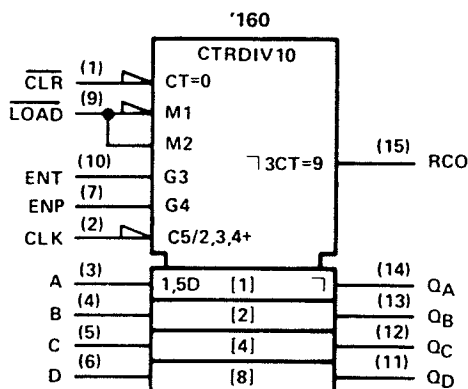 '160
CTRDIV10
CLR (1) CT=0
LOAD (9) M1
M2
3CT=9 (15) RCO
ENT (10) G3
ENP (7) G4
CLK (2) C5/2,3,4+
A (3) 1,5D [1] (14) QA
B (4) [2] (13) QB
C (5) [4] (12) QC
D (6) [8] (11) QD